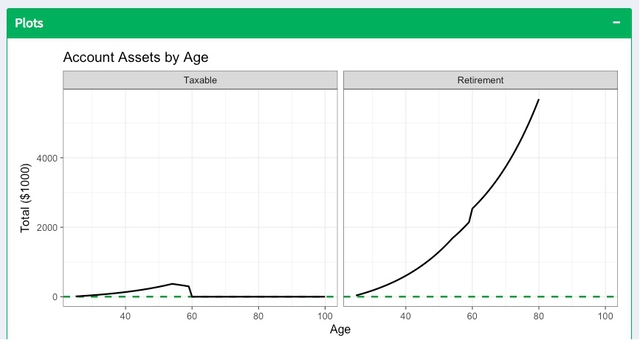 Plots
Account Assets by Age
Taxable
Retirement
Total ($1000)
4000
2000
0
40
60
80
100
40
60
80
100
Age